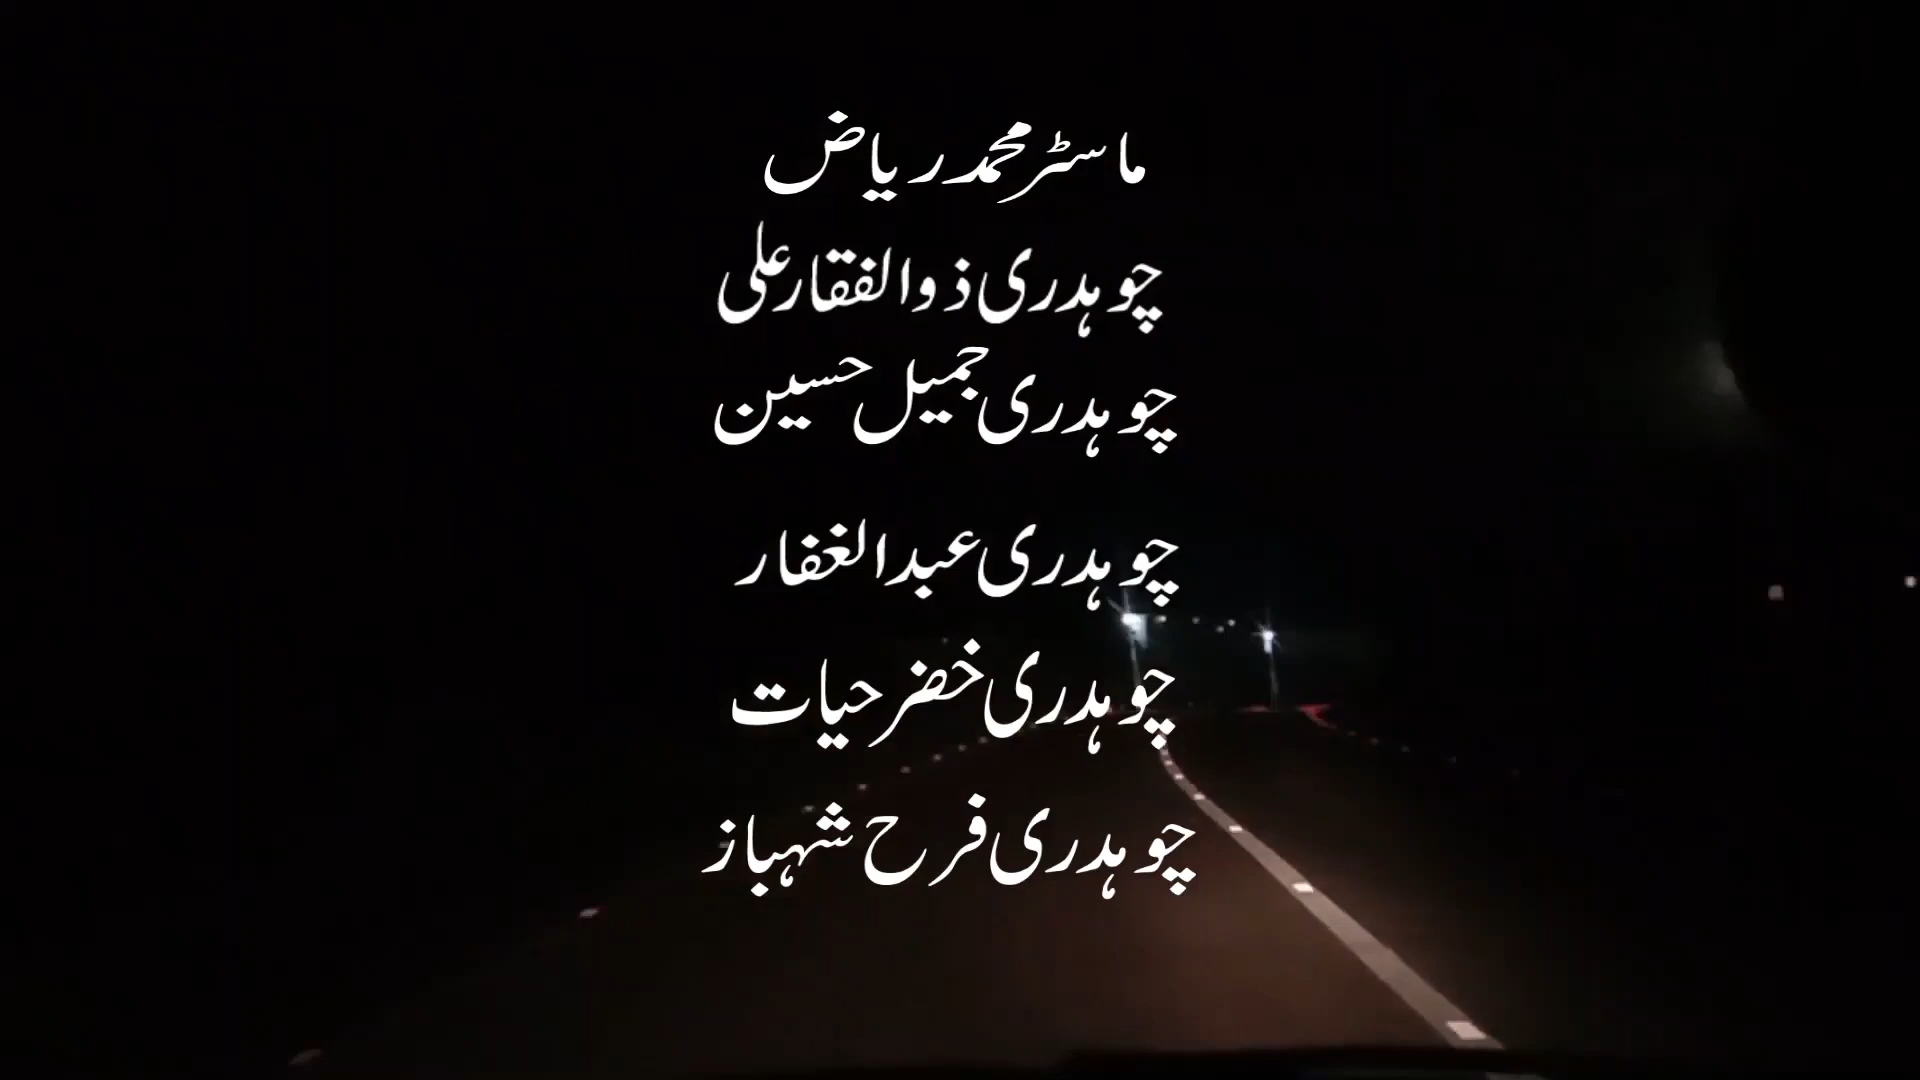 ماسٹر محمد ریاض
چوہدری ذوالفقار علی
چوہدری جمیل حسین
چوہدری عبدالغفار
چوہدری خضر حیات
چوہدری فرح شہباز